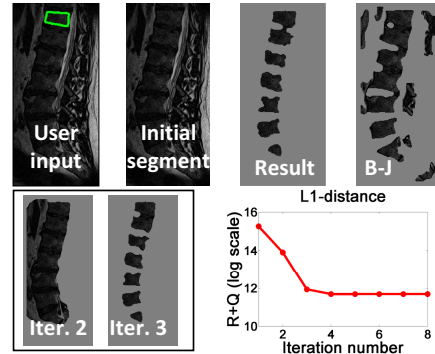 User
input
Initial
segment
Result
B-J
Iter. 2
Iter. 3
L1-distance
R+Q (log scale)
16
14
12
10
2
4
6
8
Iteration number